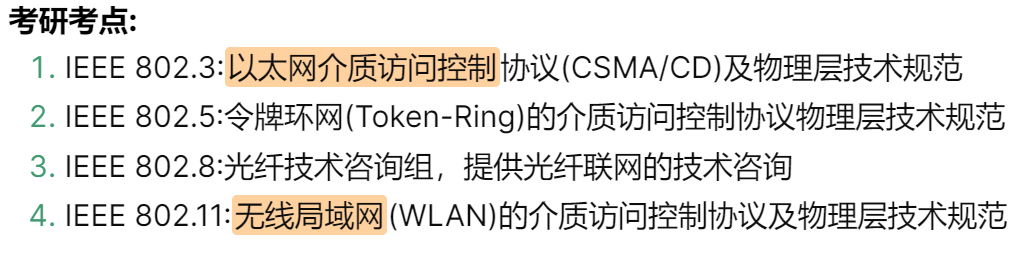 考研考点:
1. IEEE 802.3:以太网介质访问控制协议(CSMA/CD)及物理层技术规范
2. IEEE 802.5:令牌环网(Token-Ring)的介质访问控制协议物理层技术规范
3. IEEE 802.8:光纤技术咨询组，提供光纤联网的技术咨询
4. IEEE 802.11:无线局域网(WLAN)的介质访问控制协议及物理层技术规范